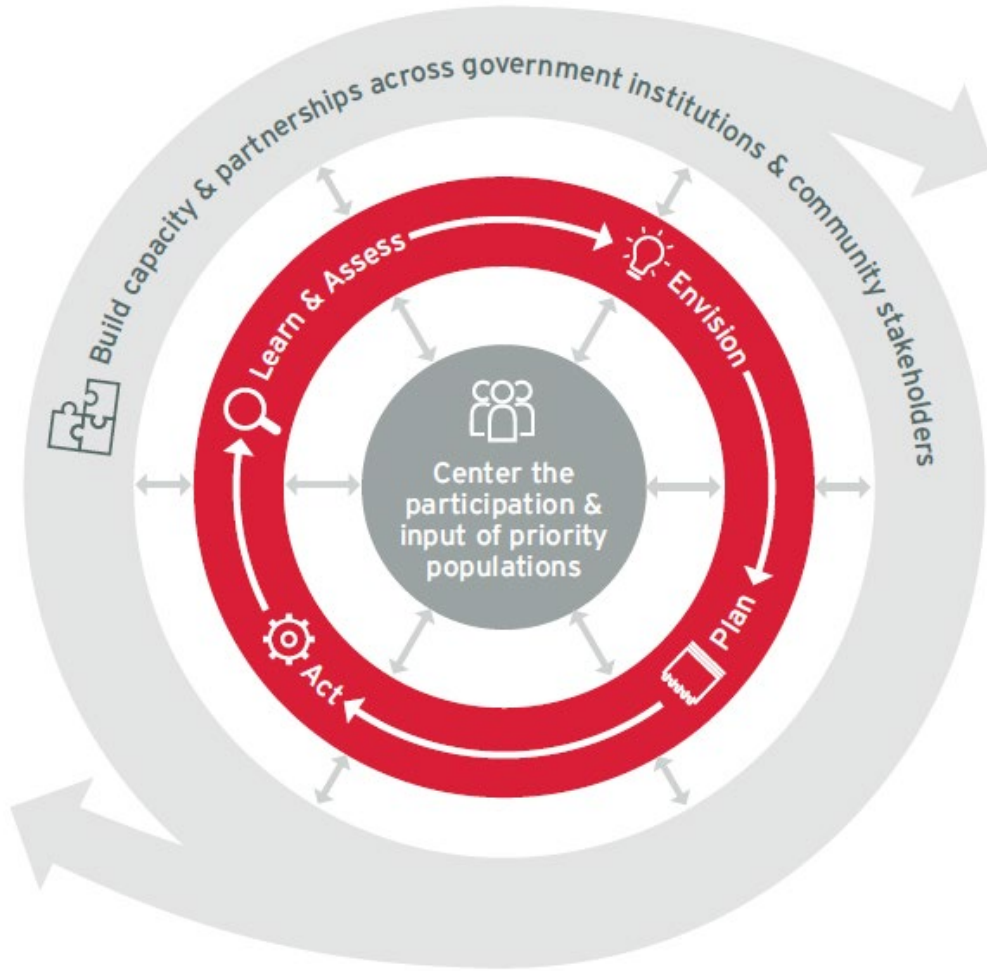 Build capacity & partnerships across government institutions & community stakeholders
Learn & Assess
Envision
Plan
Act
Center the
participation &
input of priority
populations